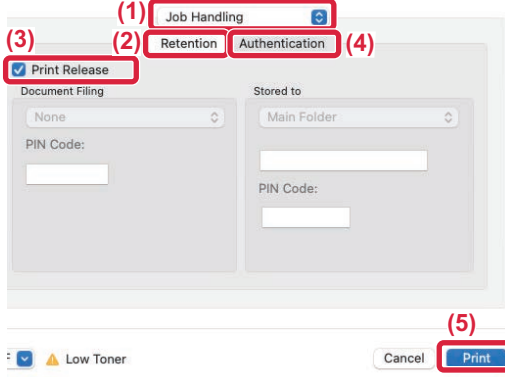 (1) Job Handling
(3) (2) Retention Authentication (4)
Print Release
Document Filing Stored to
None Main Folder
PIN Code:
PIN Code:
(5)
Low Toner Cancel Print